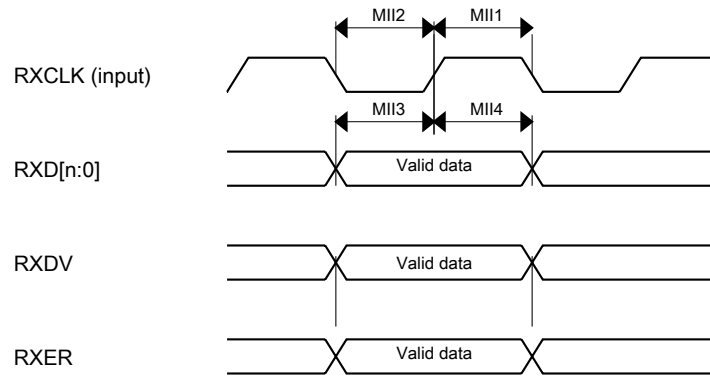 MII2 MII1
RXCLK (input)
MII3 MII4
RXD[n:0] Valid data
RXDV Valid data
RXER Valid data